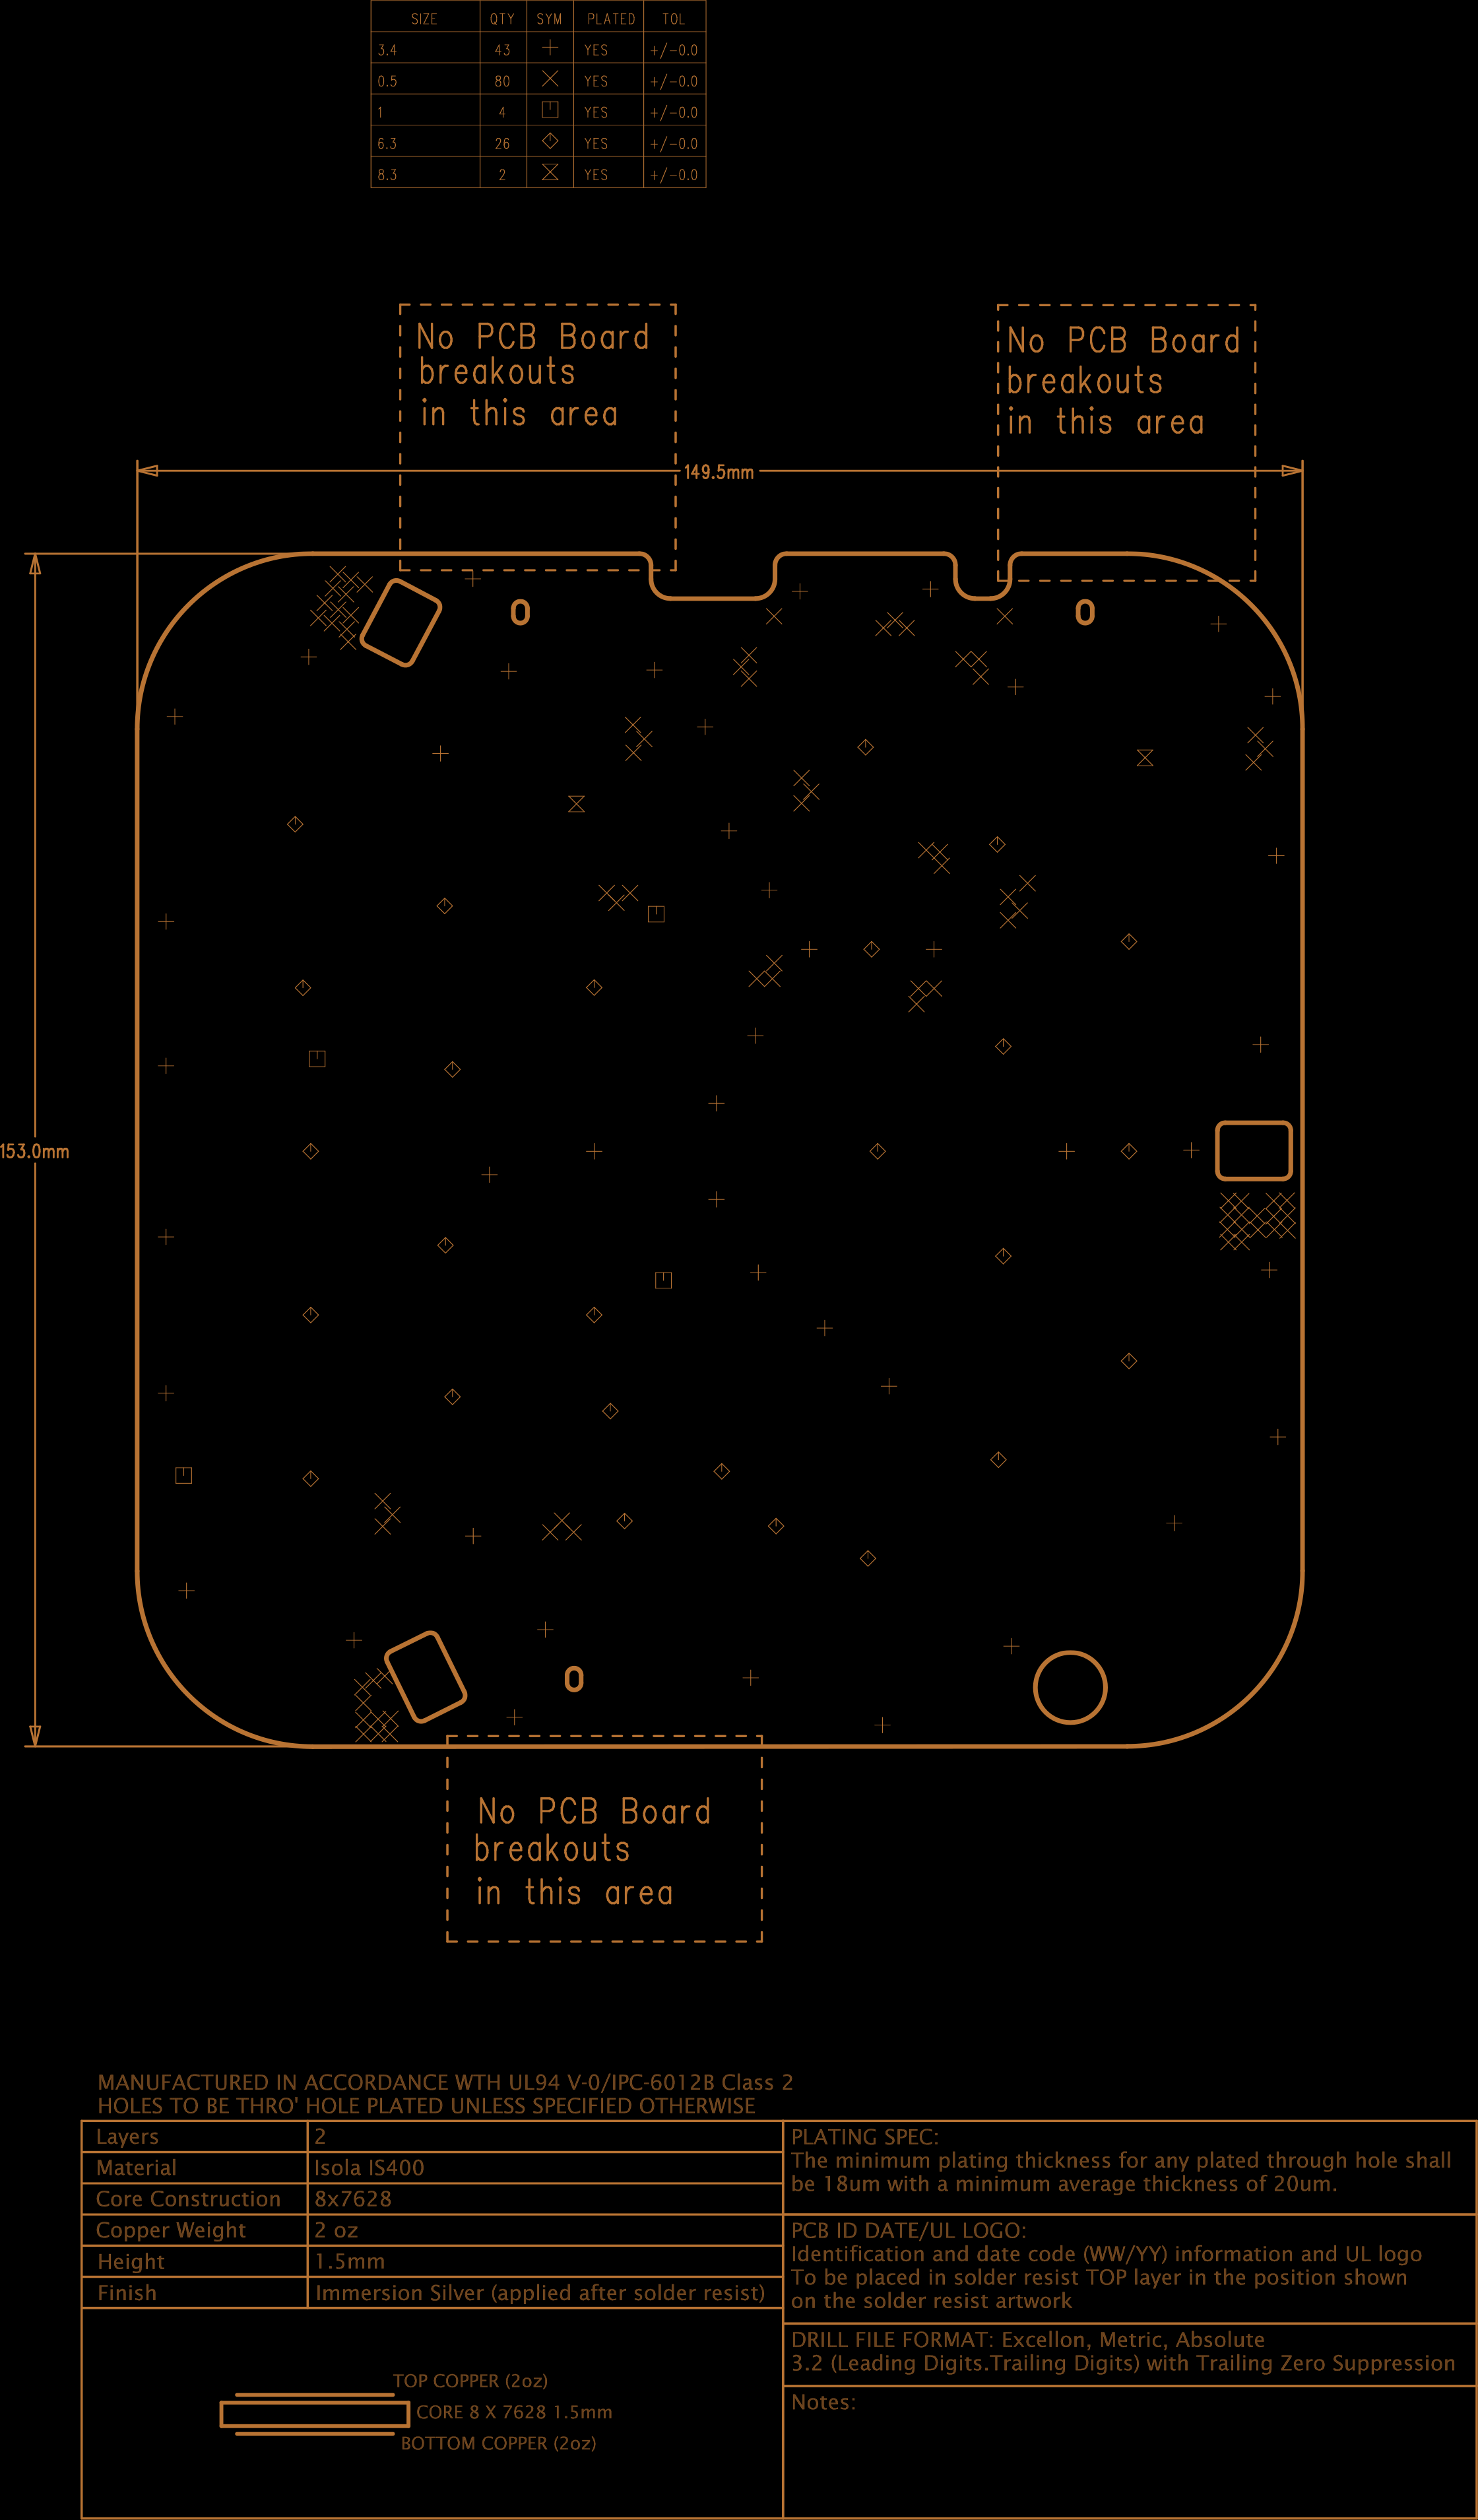 SIZE QTY SYM PLATED TOL
3.4 43 YES +/-0.0
0.5 80 YES +/-0.0
1 4 YES +/-0.0
6.3 26 YES +/-0.0
8.3 2 YES +/-0.0
No PCB Board
breakouts
in this area
No PCB Board
breakouts
in this area
149.5mm
153.0mm
No PCB Board
breakouts
in this area
MANUFACTURED IN ACCORDANCE WTH UL94 V-0/IPC-6012B Class 2
HOLES TO BE THRO' HOLE PLATED UNLESS SPECIFIED OTHERWISE
Layers 2
Material Isola IS400
Core Construction 8x7628
Copper Weight 2 oz
Height 1.5mm
Finish Immersion Silver (applied after solder resist)
TOP COPPER (2oz)
CORE 8 X 7628 1.5mm
BOTTOM COPPER (2oz)
PLATING SPEC:
The minimum plating thickness for any plated through hole shall
be 18um with a minimum average thickness of 20um.
PCB ID DATE/UL LOGO:
Identification and date code (WW/YY) information and UL logo
To be placed in solder resist TOP layer in the position shown
on the solder resist artwork
DRILL FILE FORMAT: Excellon, Metric, Absolute
3.2 (Leading Digits.Trailing Digits) with Trailing Zero Suppression
Notes: